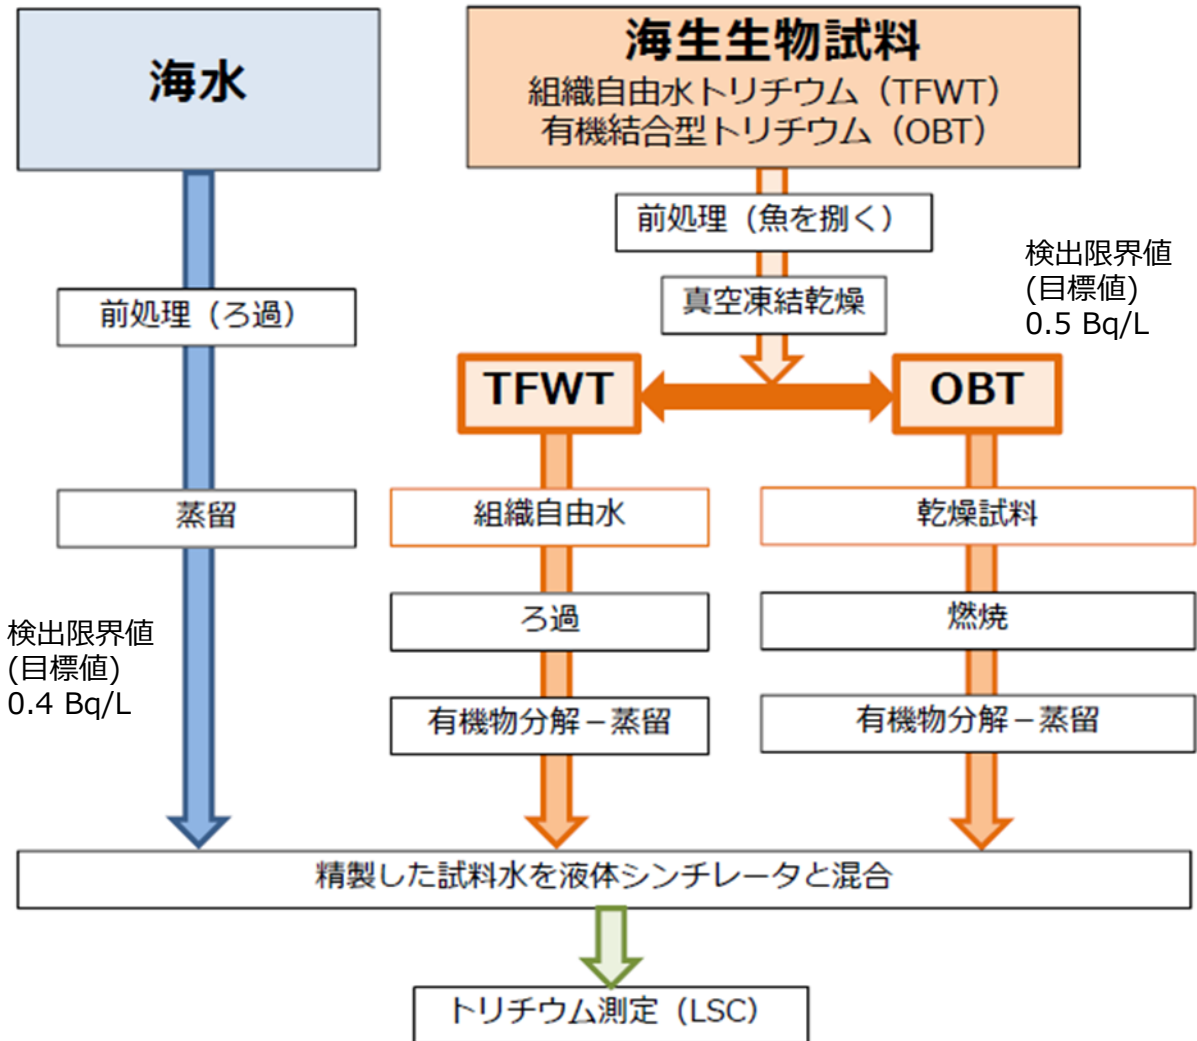 海水
海生生物試料
組織自由水トリチウム（TFWT）
有機結合型トリチウム（OBT）
前処理（魚を捌く）
真空凍結乾燥
検出限界値
(目標値)
0.5 Bq/L
前処理（ろ過）
TFWT
OBT
蒸留
組織自由水
乾燥試料
ろ過
燃焼
検出限界値
(目標値)
0.4 Bq/L
有機物分解－蒸留
有機物分解－蒸留
精製した試料水を液体シンチレータと混合
トリチウム測定（LSC）